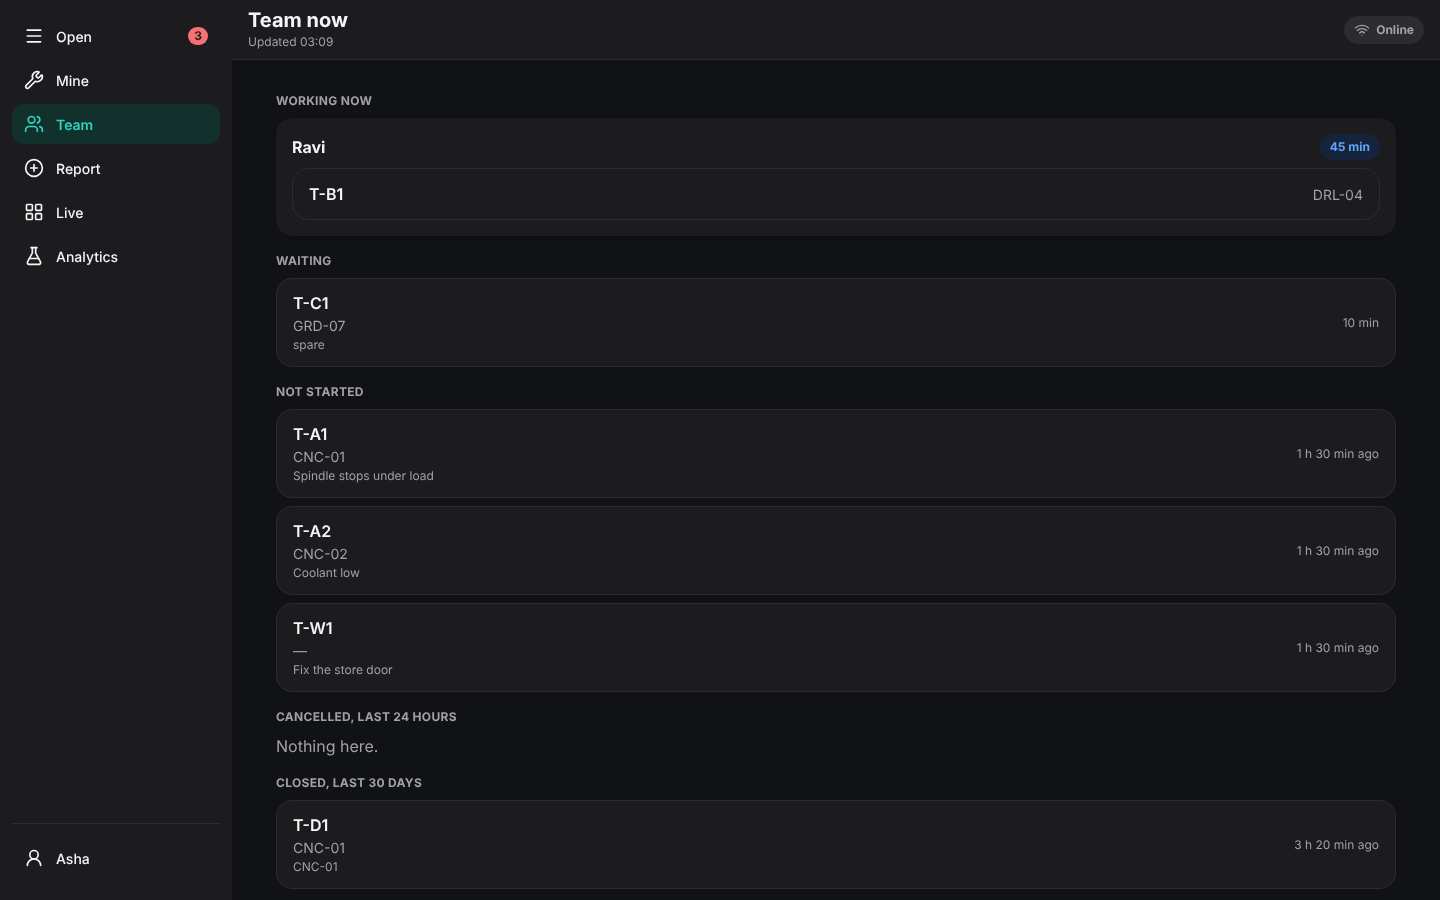 Open
3
Mine
Team
Report
Live
Analytics
Asha
Team now
Updated 03:09
Online
WORKING NOW
Ravi
45 min
T-B1
DRL-04
WAITING
T-C1
GRD-07
spare
10 min
NOT STARTED
T-A1
CNC-01
Spindle stops under load
1 h 30 min ago
T-A2
CNC-02
Coolant low
1 h 30 min ago
T-W1
—
Fix the store door
1 h 30 min ago
CANCELLED, LAST 24 HOURS
Nothing here.
CLOSED, LAST 30 DAYS
T-D1
CNC-01
CNC-01
3 h 20 min ago